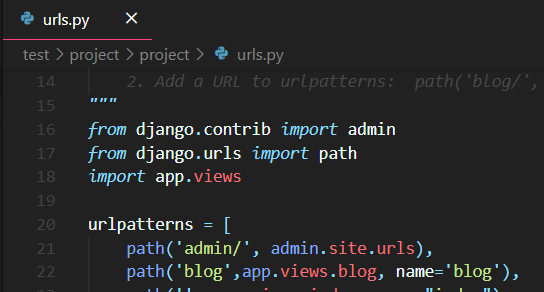 urls.py
test > project > project > urls.py
14 2. Add a URL to urlpatterns: path('blog/',
15 """
16 from django.contrib import admin
17 from django.urls import path
18 import app.views
19
20 urlpatterns = [
21 path('admin/', admin.site.urls),
22 path('blog',app.views.blog, name='blog'),